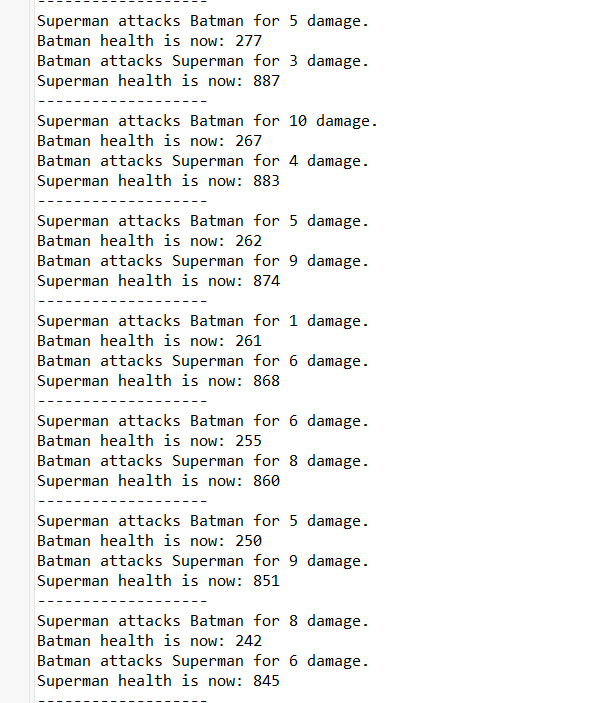 -------------------
Superman attacks Batman for 5 damage.
Batman health is now: 277
Batman attacks Superman for 3 damage.
Superman health is now: 887
-------------------
Superman attacks Batman for 10 damage.
Batman health is now: 267
Batman attacks Superman for 4 damage.
Superman health is now: 883
-------------------
Superman attacks Batman for 5 damage.
Batman health is now: 262
Batman attacks Superman for 9 damage.
Superman health is now: 874
-------------------
Superman attacks Batman for 1 damage.
Batman health is now: 261
Batman attacks Superman for 6 damage.
Superman health is now: 868
-------------------
Superman attacks Batman for 6 damage.
Batman health is now: 255
Batman attacks Superman for 8 damage.
Superman health is now: 860
-------------------
Superman attacks Batman for 5 damage.
Batman health is now: 250
Batman attacks Superman for 9 damage.
Superman health is now: 851
-------------------
Superman attacks Batman for 8 damage.
Batman health is now: 242
Batman attacks Superman for 6 damage.
Superman health is now: 845
-------------------